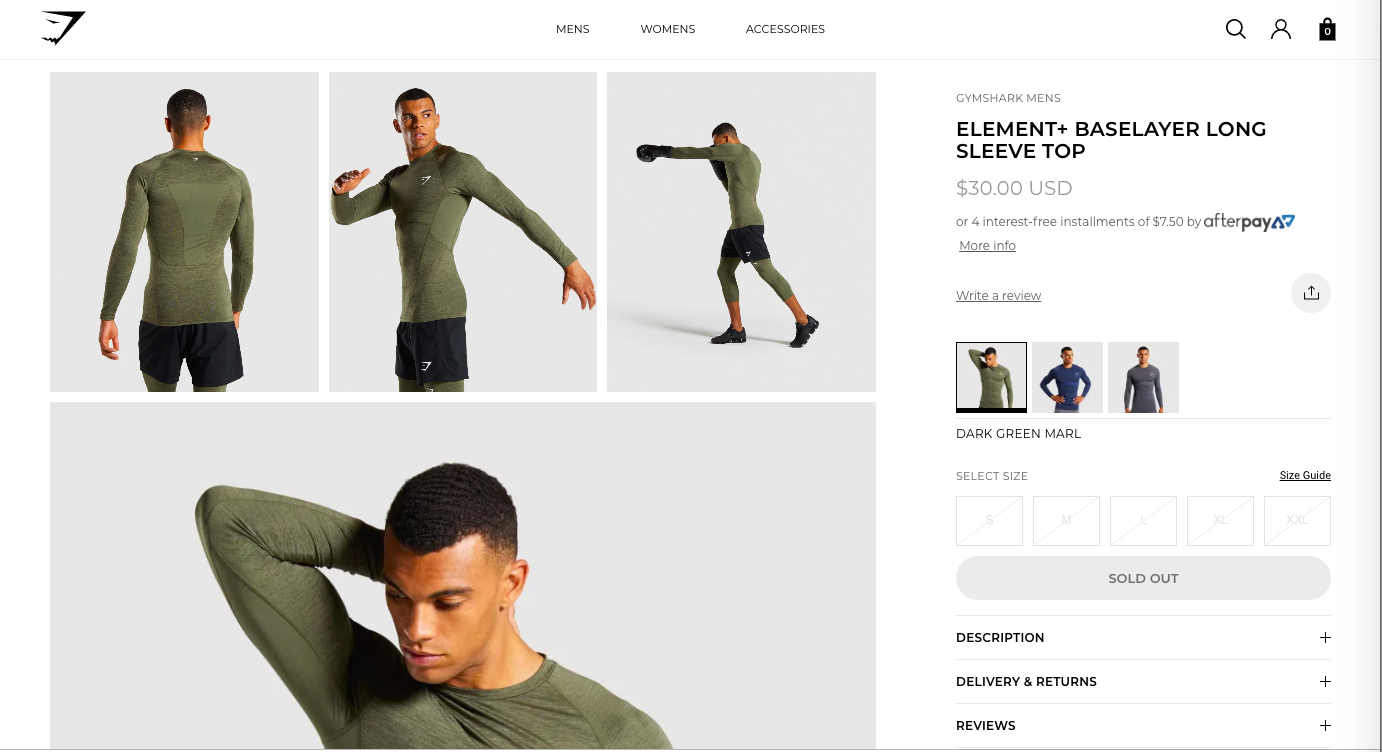 MENS
WOMENS
ACCESSORIES
0
GYMSHARK MENS
ELEMENT+ BASELAYER LONG
SLEEVE TOP
$30.00 USD
or 4 interest-free installments of $7.50 by afterpay
More info
Write a review
DARK GREEN MARL
SELECT SIZE
Size Guide
S
M
L
XL
XXL
SOLD OUT
DESCRIPTION
DELIVERY & RETURNS
REVIEWS